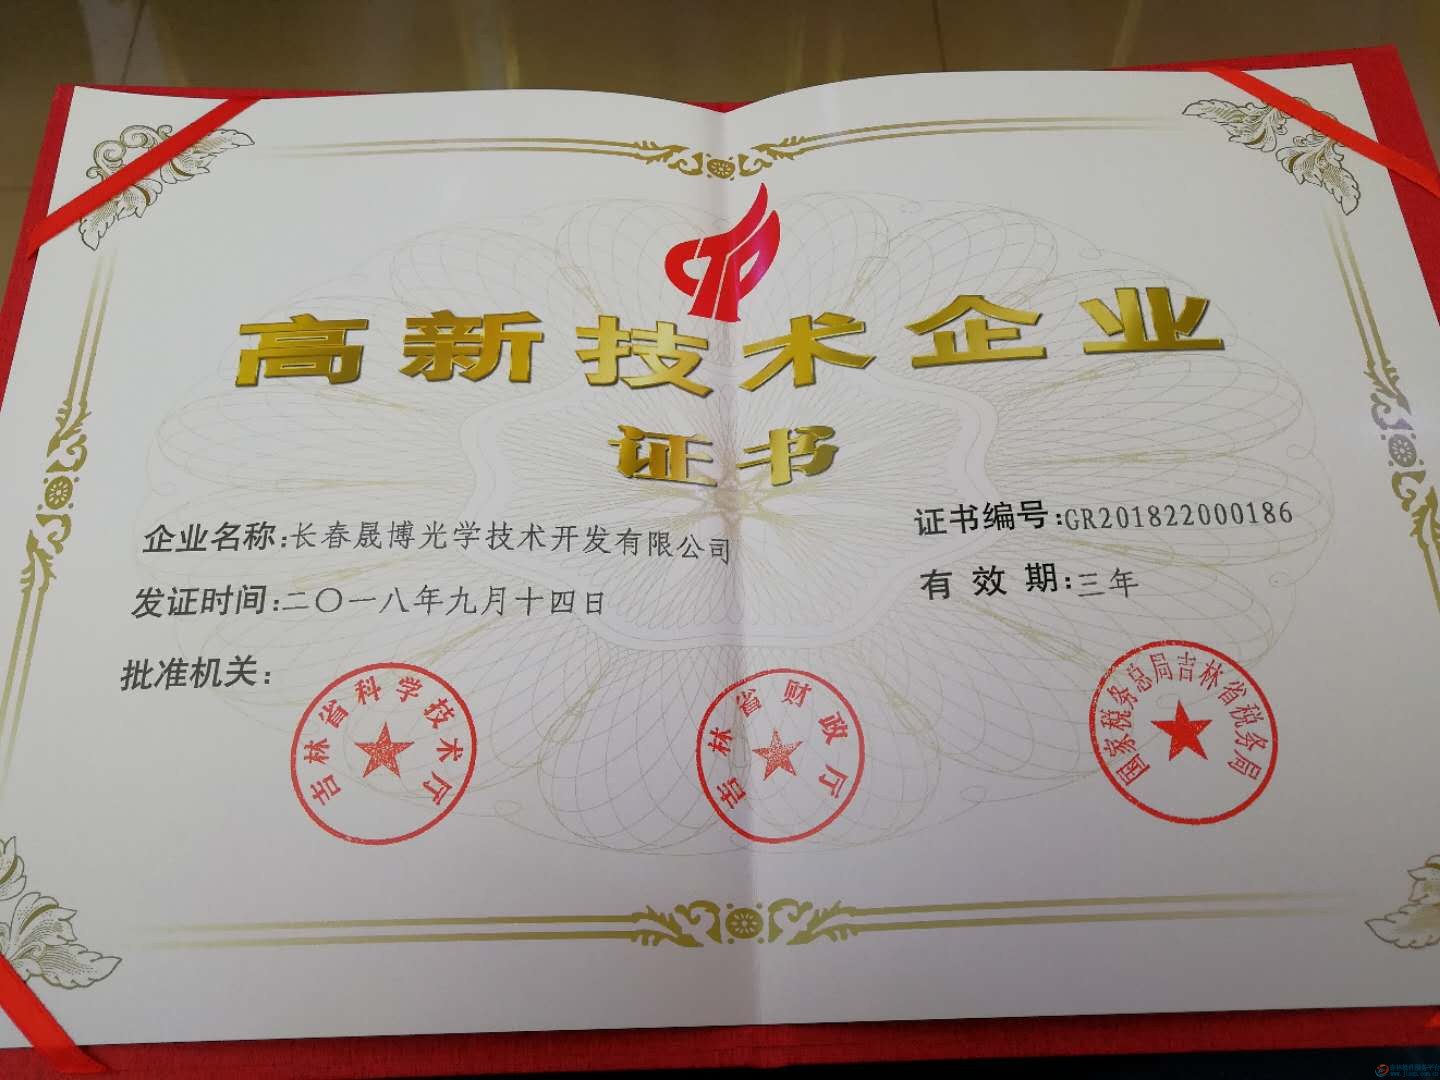 高新技术企业
证书
企业名称:长春晟博光学技术开发有限公司
证书编号:GR201822000186
发证时间:二〇一八年九月十四日
有效期:三年
批准机关:
吉林省科学技术厅
吉林省财政厅
国家税务总局吉林省税务局